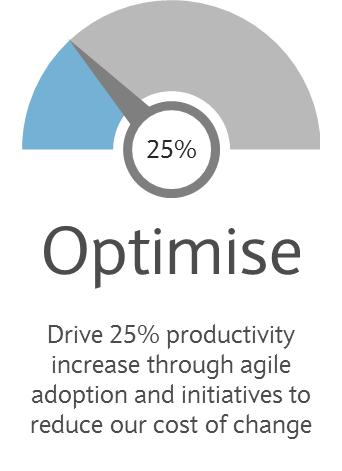 25%
Optimise
Drive 25% productivity
increase through agile
adoption and initiatives to
reduce our cost of change